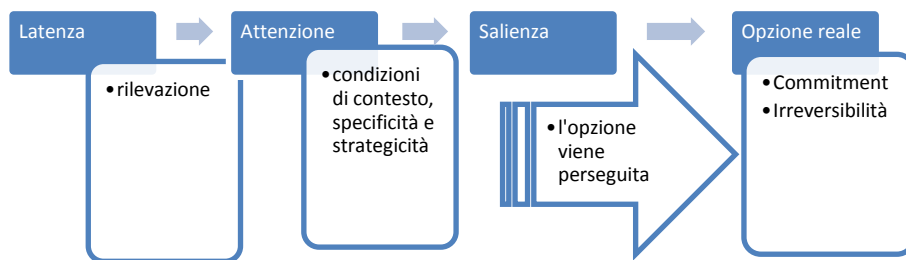 Latenza
• rilevazione
Attenzione
• condizioni
di contesto,
specificità e
strategicità
Salienza
• l'opzione
viene
perseguita
Opzione reale
• Commitment
• Irreversibilità